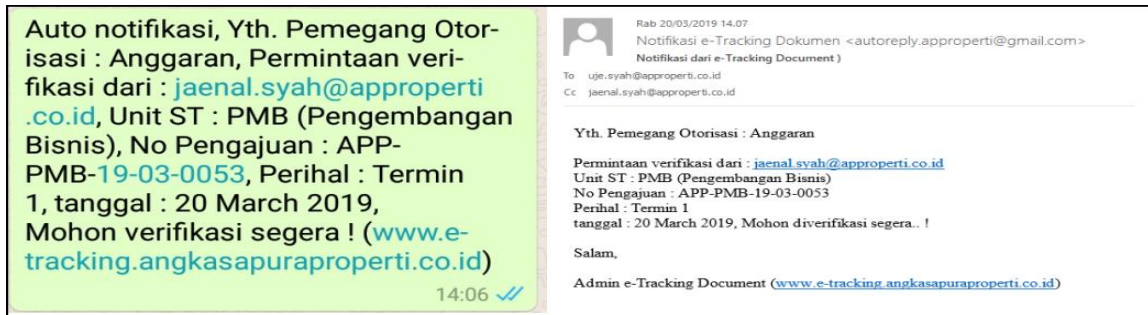 Auto notifikasi, Yth. Pemegang Otor-
isasi : Anggaran, Permintaan veri-
fikasi dari : jaenal.syah@approperti
.co.id, Unit ST : PMB (Pengembangan
Bisnis), No Pengajuan : APP-
PMB-19-03-0053, Perihal : Termin
1, tanggal : 20 March 2019,
Mohon verifikasi segera ! (www.e-
tracking.angkasapuraproperti.co.id)
14:06
Rab 20/03/2019 14.07
Notifikasi e-Tracking Dokumen <autoreply.approperti@gmail.com>
Notifikasi dari e-Tracking Document )
To uje.syah@approperti.co.id
Cc jaenal.syah@approperti.co.id
Yth. Pemegang Otorisasi : Anggaran
Permintaan verifikasi dari : jaenal.syah@approperti.co.id
Unit ST : PMB (Pengembangan Bisnis)
No Pengajuan : APP-PMB-19-03-0053
Perihal : Termin 1
tanggal : 20 March 2019, Mohon diverifikasi segera.. !
Salam,
Admin e-Tracking Document (www.e-tracking.angkasapuraproperti.co.id)